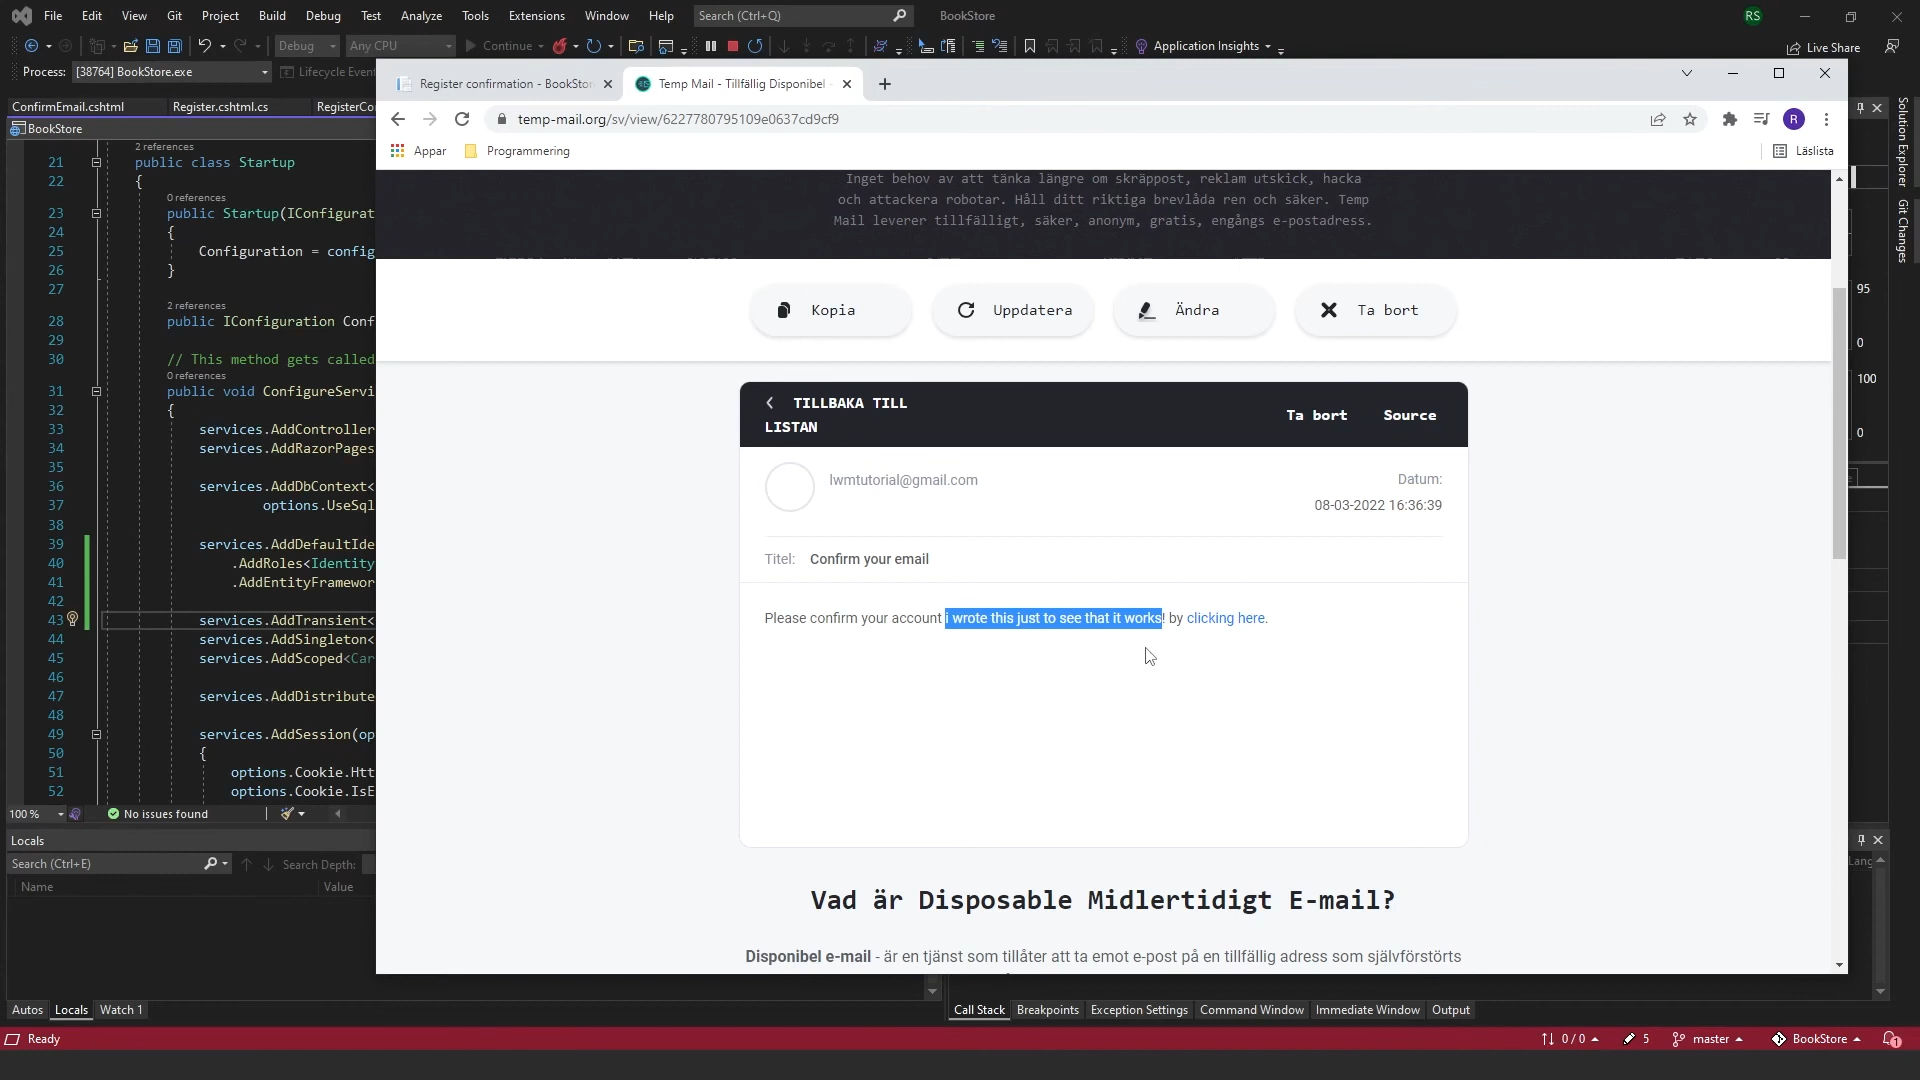 File Edit View Git Project Build Debug Test Analyze Tools Extensions Window Help Search (Ctrl+Q) BookStore RS
Debug Any CPU Continue Application Insights Live Share
Process: [38764] BookStore.exe Lifecycle Event
ConfirmEmail.cshtml Register.cshtml.cs RegisterCo
BookStore
2 references
21 public class Startup
22 {
0 references
23 public Startup(IConfigurat
24 {
25 Configuration = config
26 }
27
2 references
28 public IConfiguration Conf
29
30 // This method gets called
0 references
31 public void ConfigureServi
32 {
33 services.AddController
34 services.AddRazorPages
35
36 services.AddDbContext<
37 options.UseSql
38
39 services.AddDefaultIde
40 .AddRoles<Identity
41 .AddEntityFramewor
42
43 services.AddTransient<
44 services.AddSingleton<
45 services.AddScoped<Car
46
47 services.AddDistribute
48
49 services.AddSession(op
50 {
51 options.Cookie.Htt
52 options.Cookie.IsE
100 % No issues found
Locals
Search (Ctrl+E) Search Depth:
Name Value
Autos Locals Watch 1
Register confirmation - BookStor Temp Mail - Tillfällig Disponibel -
temp-mail.org/sv/view/6227780795109e0637cd9cf9 R
Appar Programmering Läslista
Inget behov av att tänka längre om skräppost, reklam utskick, hacka
och attackera robotar. Håll ditt riktiga brevlåda ren och säker. Temp
Mail leverer tillfälligt, säker, anonym, gratis, engångs e-postadress.
Kopia Uppdatera Ändra Ta bort
TILLBAKA TILL
LISTAN
Ta bort Source
lwmtutorial@gmail.com
Datum:
08-03-2022 16:36:39
Titel: Confirm your email
Please confirm your account i wrote this just to see that it works! by clicking here.
Vad är Disposable Midlertidigt E-mail?
Disponibel e-mail - är en tjänst som tillåter att ta emot e-post på en tillfällig adress som självförstörts
Solution Explorer
Git Changes
95
0
100
0
Lang
Call Stack Breakpoints Exception Settings Command Window Immediate Window Output
Ready 0 / 0 5 master BookStore 1